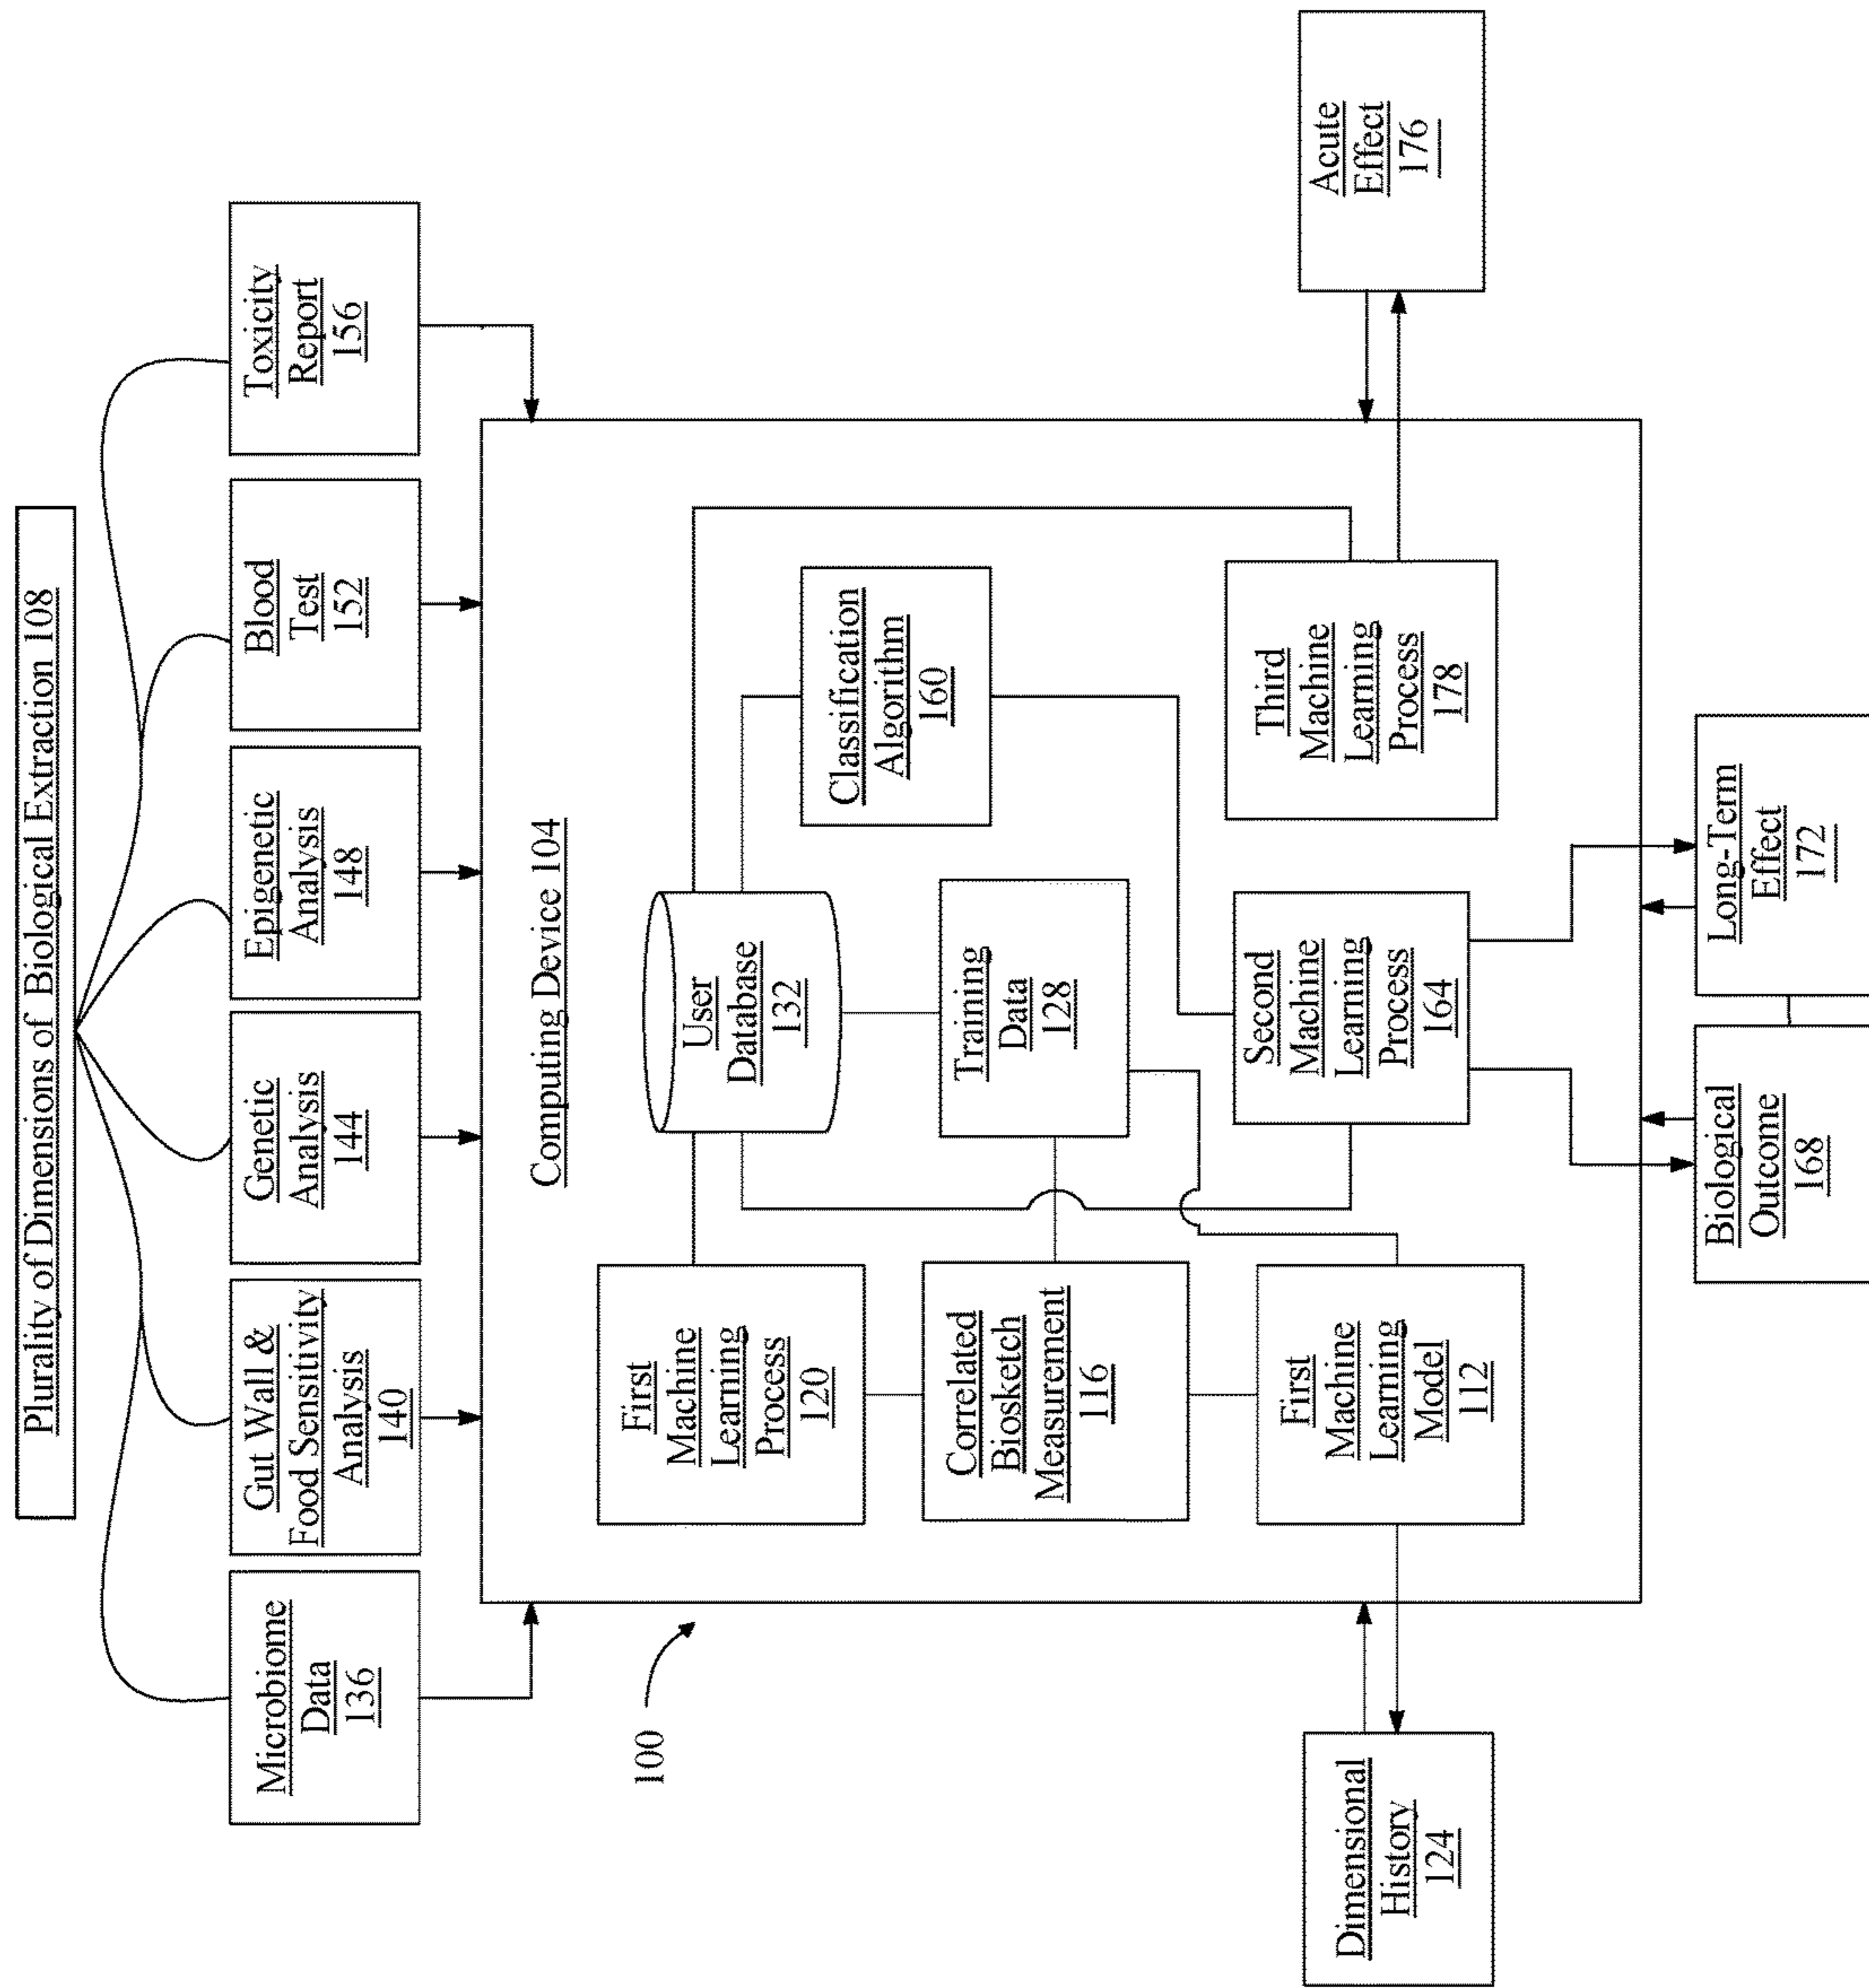 Plurality of Dimensions of Biological Extraction 108
Microbiome
Data
136
Gut Wall &
Food Sensitivity
Analysis
140
Genetic
Analysis
144
Epigenetic
Analysis
148
Blood
Test
152
Toxicity
Report
156
100
Computing Device 104
First
Machine
Learning
Process
120
User
Database
132
Classification
Algorithm
160
Correlated
Biosketch
Measurement
116
Training
Data
128
First
Machine
Learning
Model
112
Second
Machine
Learning
Process
164
Third
Machine
Learning
Process
178
Dimensional
History
124
Acute
Effect
176
Biological
Outcome
168
Long-Term
Effect
172